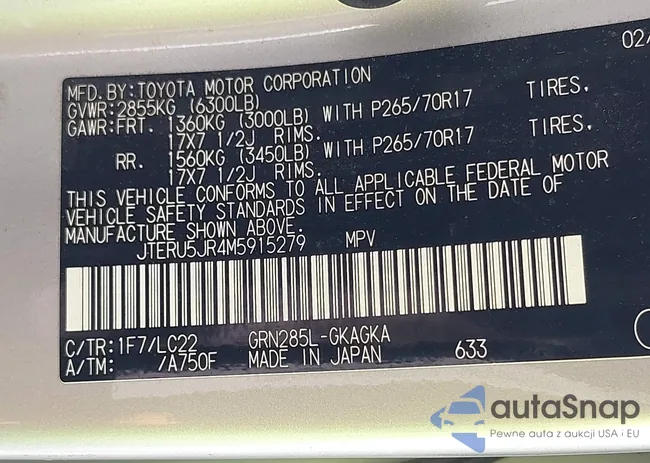 02/
MFD. BY: TOYOTA MOTOR CORPORATION
GVWR: 2855KG (6300LB)
GAWR: FRT. 1360KG (3000LB) WITH P265/70R17 TIRES,
17X7 1/2J RIMS.
RR. 1560KG (3450LB) WITH P265/70R17 TIRES,
17X7 1/2J RIMS.
THIS VEHICLE CONFORMS TO ALL APPLICABLE FEDERAL MOTOR
VEHICLE SAFETY STANDARDS IN EFFECT ON THE DATE OF
MANUFACTURE SHOWN ABOVE.
JTERU5JR4M5915279 MPV
C/TR: 1F7/LC22 GRN285L-GKAGKA
A/TM: /A750F MADE IN JAPAN 633
autaSnap
Pewne auta z aukcji USA i EU